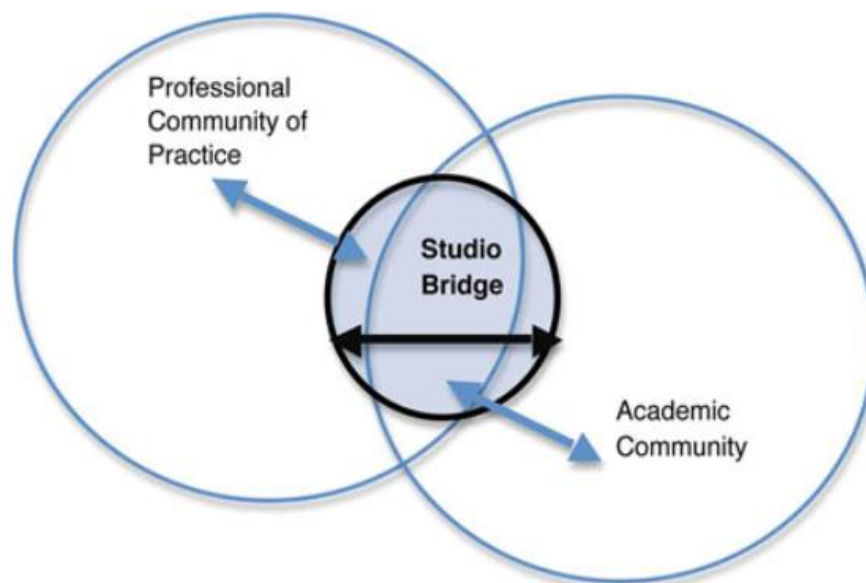 Professional
Community of
Practice
Studio
Bridge
Academic
Community